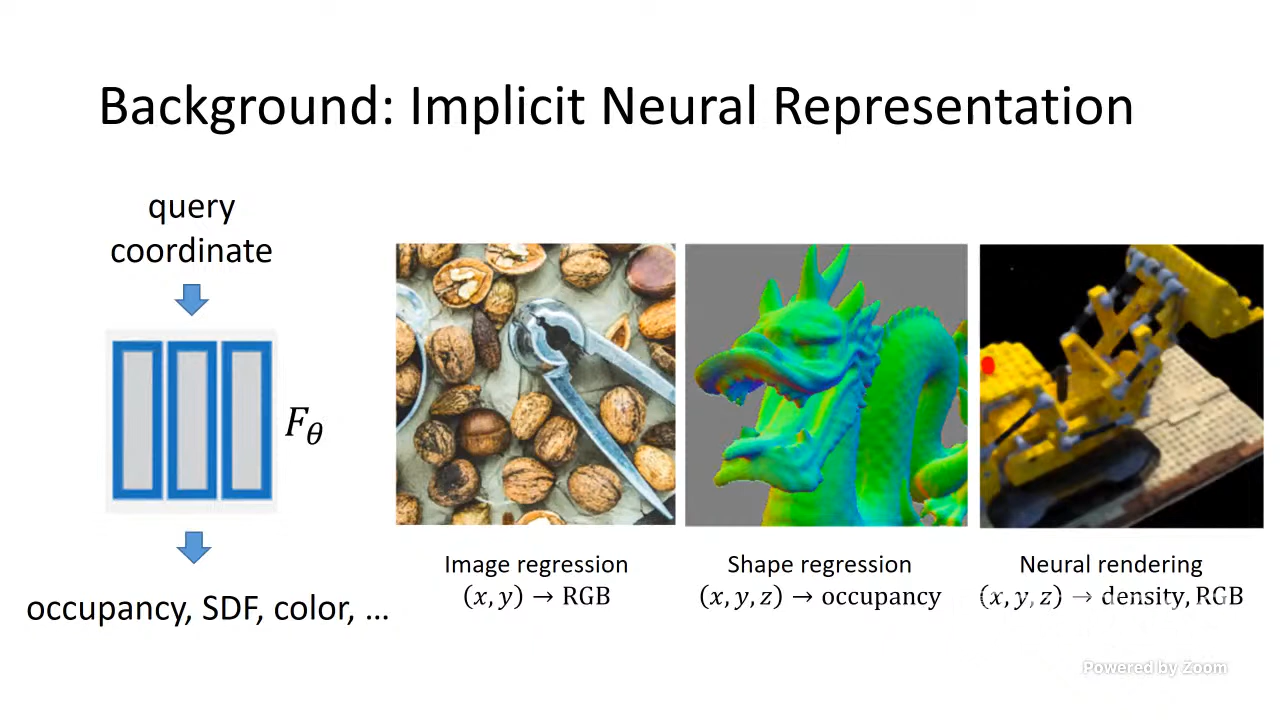 Background: Implicit Neural Representation
query
coordinate
F_θ
occupancy, SDF, color, ...
Image regression
(x, y) → RGB
Shape regression
(x, y, z) → occupancy
Neural rendering
(x, y, z) → density, RGB
Powered by Zoom